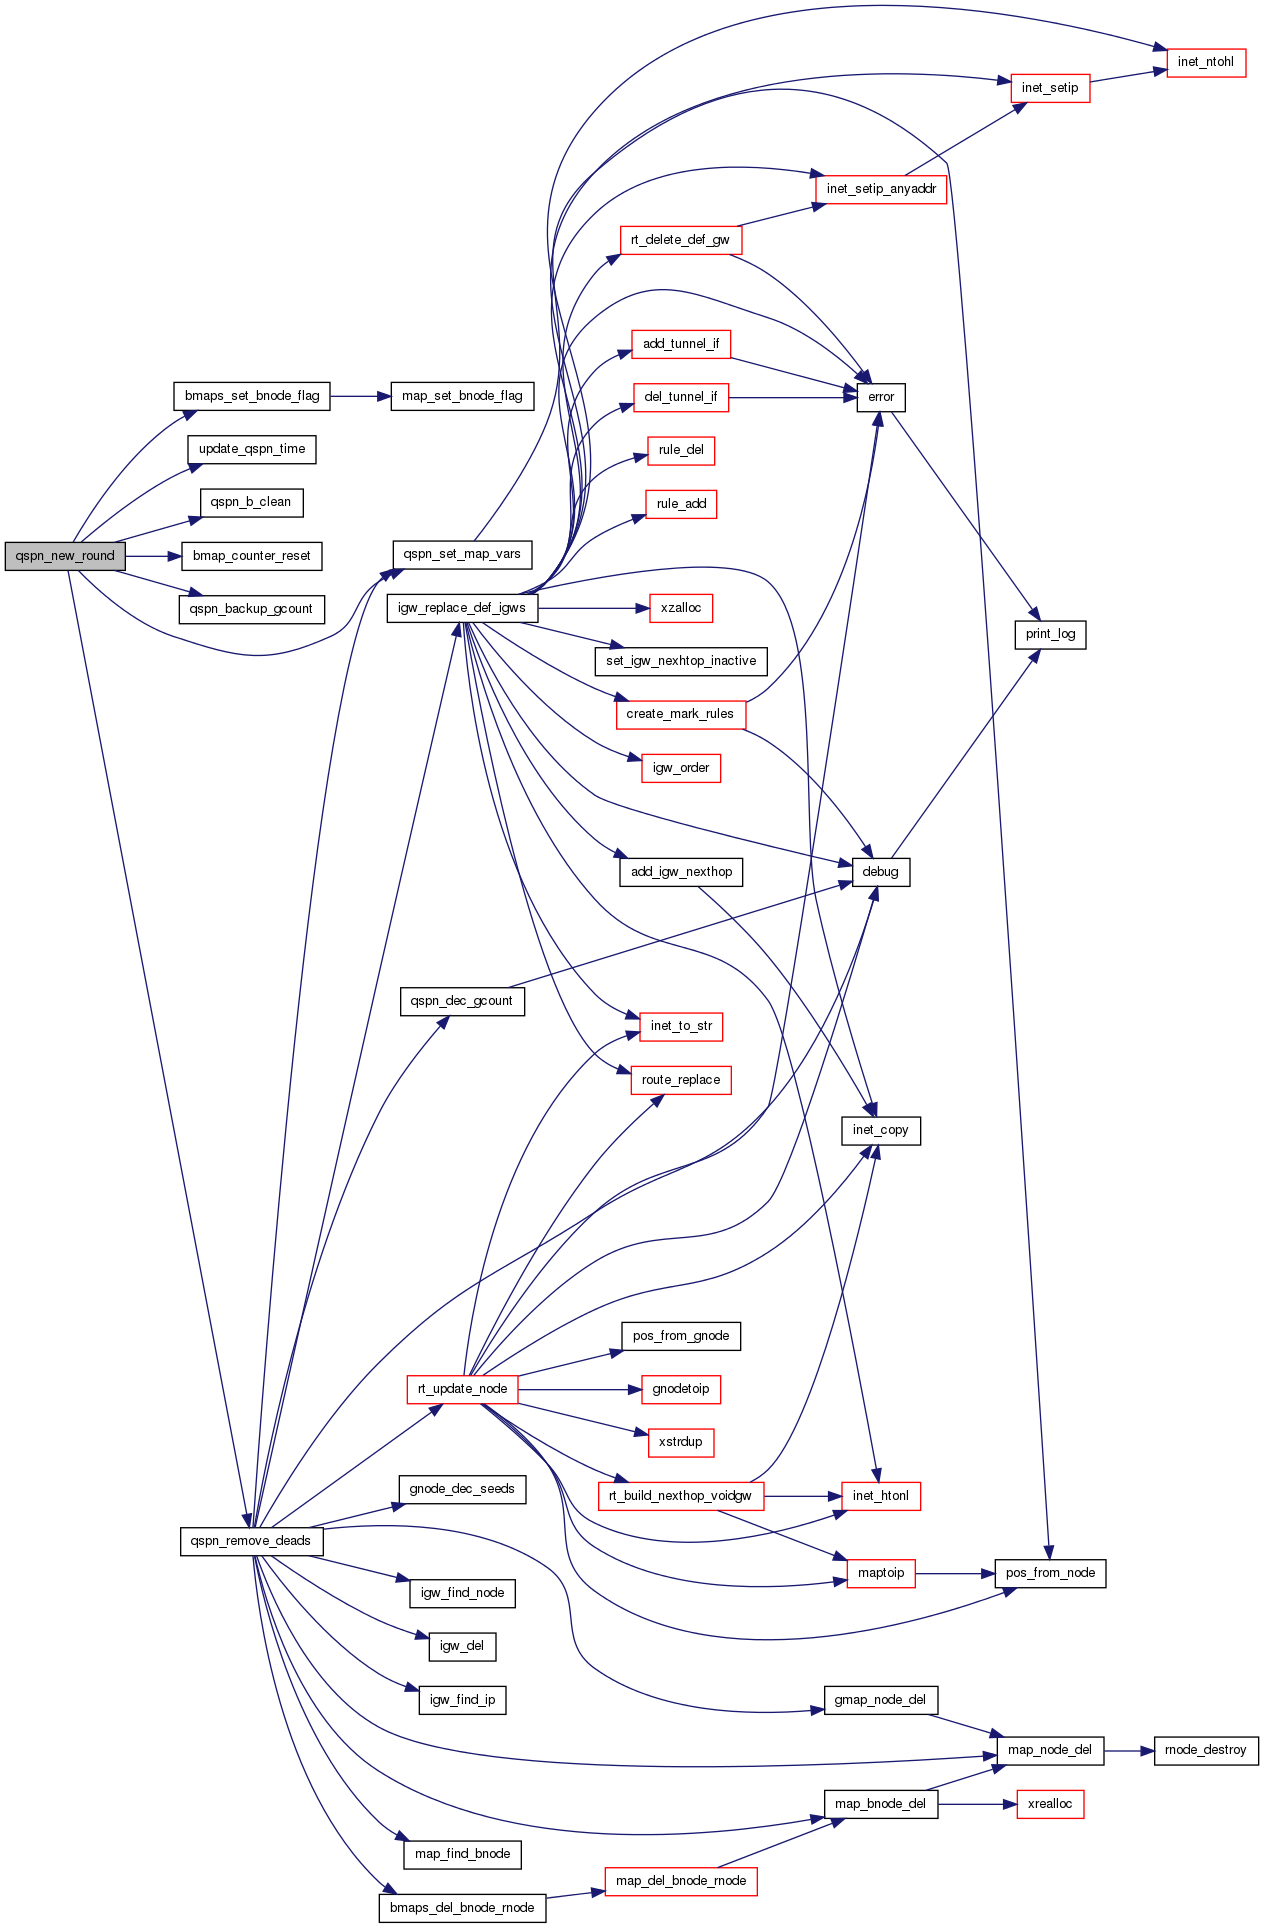 inet_ntohl
inet_setip
inet_setip_anyaddr
rt_delete_def_gw
add_tunnel_if
bmaps_set_bnode_flag
map_set_bnode_flag
del_tunnel_if
error
update_qspn_time
rule_del
qspn_b_clean
rule_add
qspn_new_round
bmap_counter_reset
qspn_set_map_vars
qspn_backup_gcount
igw_replace_def_igws
xzalloc
print_log
set_igw_nexhtop_inactive
create_mark_rules
igw_order
add_igw_nexthop
debug
qspn_dec_gcount
inet_to_str
route_replace
inet_copy
pos_from_gnode
rt_update_node
gnodetoip
xstrdup
gnode_dec_seeds
rt_build_nexthop_voidgw
inet_htonl
qspn_remove_deads
maptoip
pos_from_node
igw_find_node
igw_del
igw_find_ip
gmap_node_del
map_node_del
rnode_destroy
map_bnode_del
xrealloc
map_find_bnode
map_del_bnode_rnode
bmaps_del_bnode_rnode